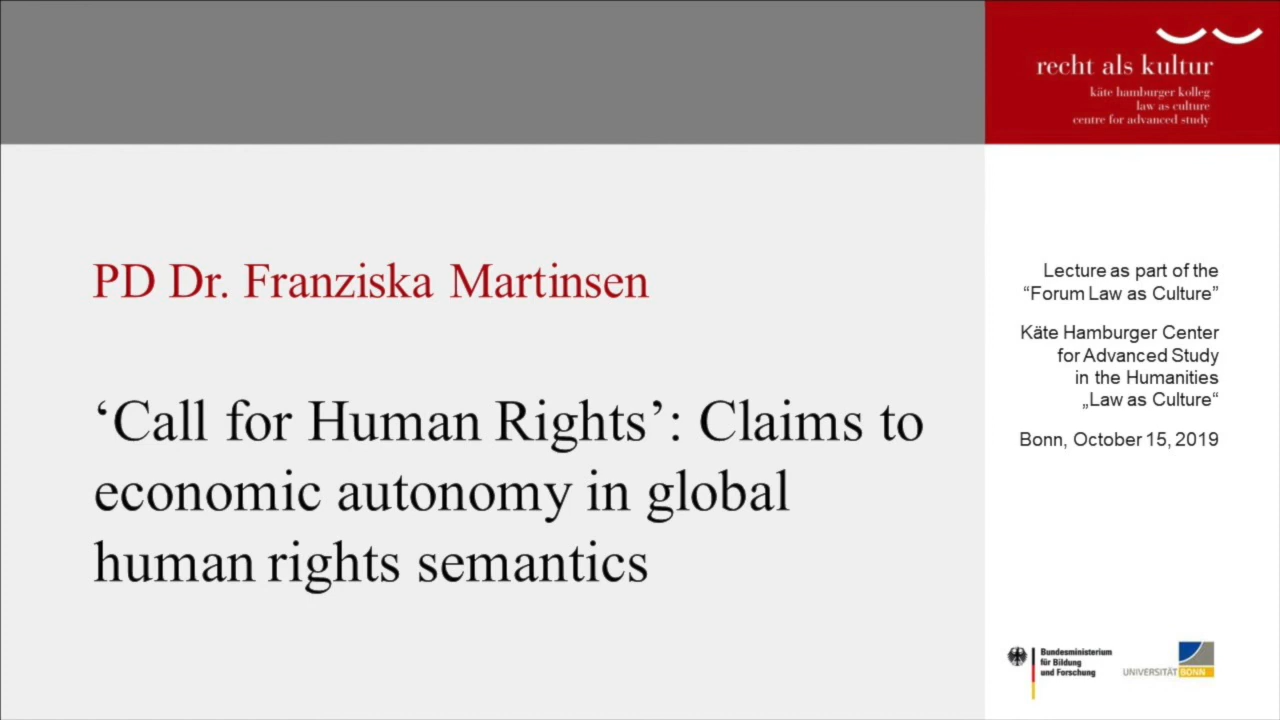 recht als kultur
käte hamburger kolleg
law as culture
centre for advanced study
PD Dr. Franziska Martinsen
‘Call for Human Rights’: Claims to
economic autonomy in global
human rights semantics
Lecture as part of the
“Forum Law as Culture”
Käte Hamburger Center
for Advanced Study
in the Humanities
„Law as Culture“
Bonn, October 15, 2019
Bundesministerium
für Bildung
und Forschung
UNIVERSITÄT BONN